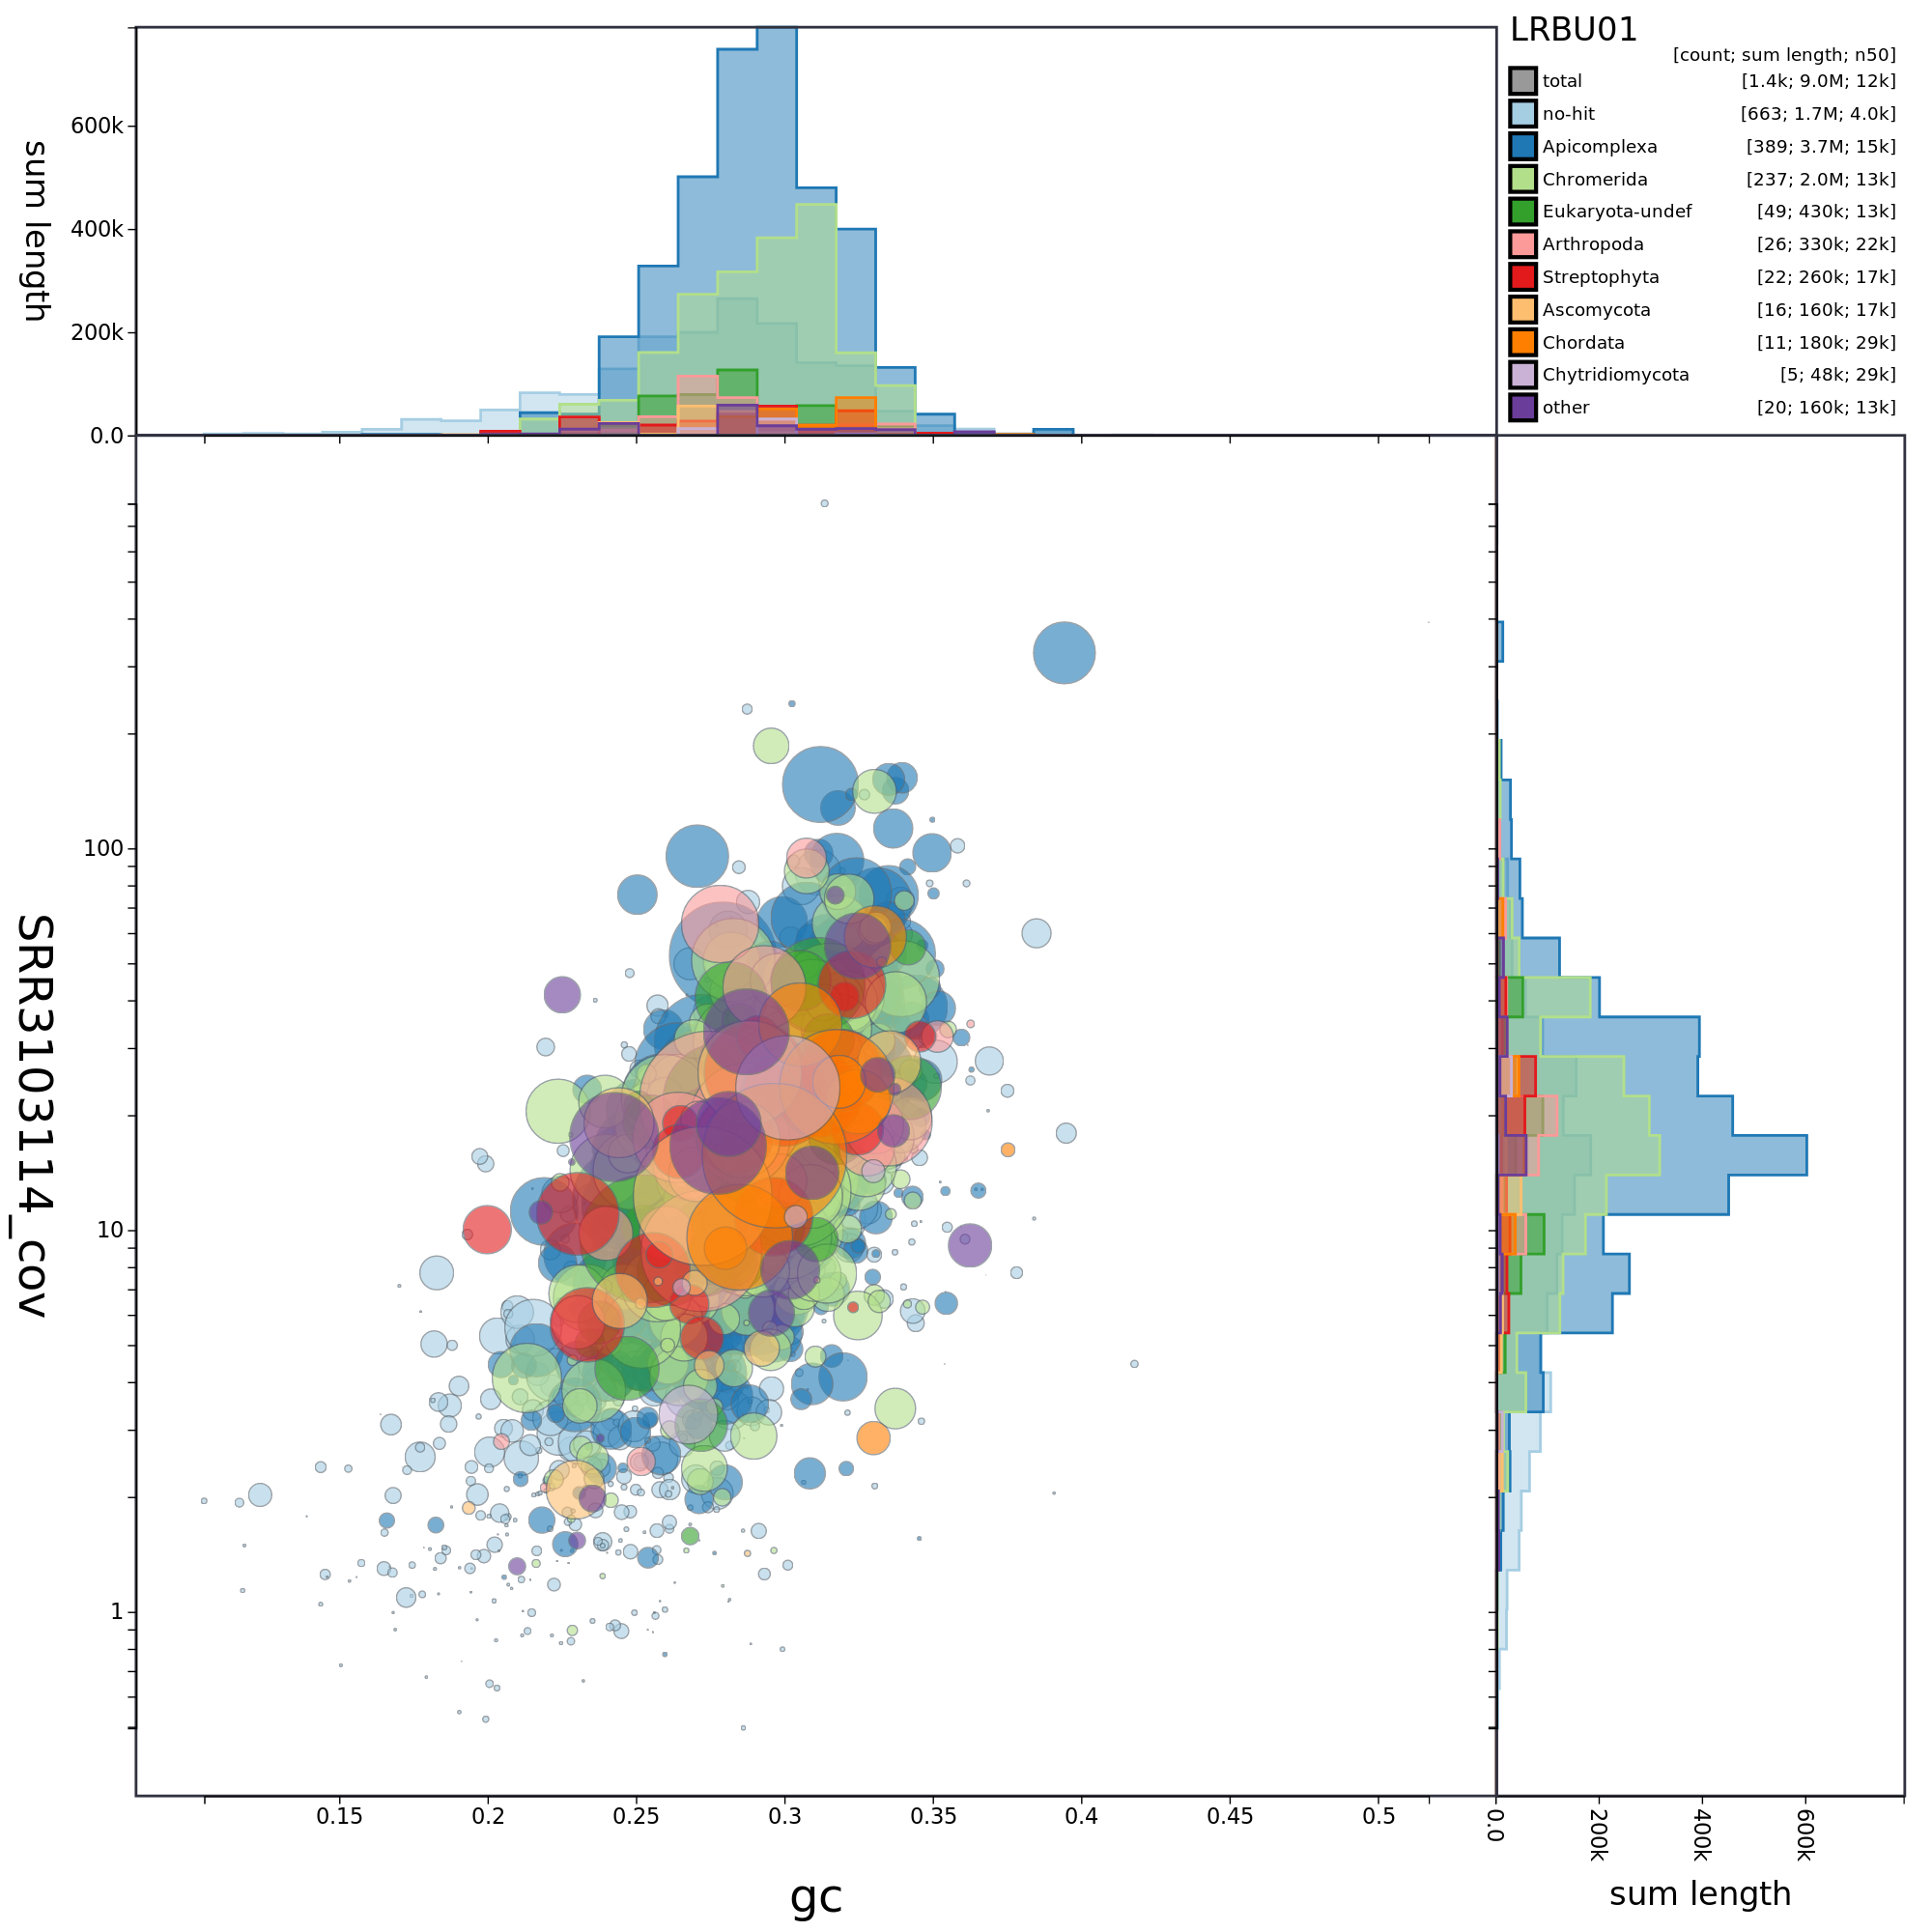 LRBU01
[count; sum length; n50]
total [1.4k; 9.0M; 12k]
no-hit [663; 1.7M; 4.0k]
Apicomplexa [389; 3.7M; 15k]
Chromerida [237; 2.0M; 13k]
Eukaryota-undef [49; 430k; 13k]
Arthropoda [26; 330k; 22k]
Streptophyta [22; 260k; 17k]
Ascomycota [16; 160k; 17k]
Chordata [11; 180k; 29k]
Chytridiomycota [5; 48k; 29k]
other [20; 160k; 13k]
sum length
600k
400k
200k
0.0
SRR3103114_cov
100
10
1
0.15 0.2 0.25 0.3 0.35 0.4 0.45 0.5
gc
0.0 200k 400k 600k
sum length